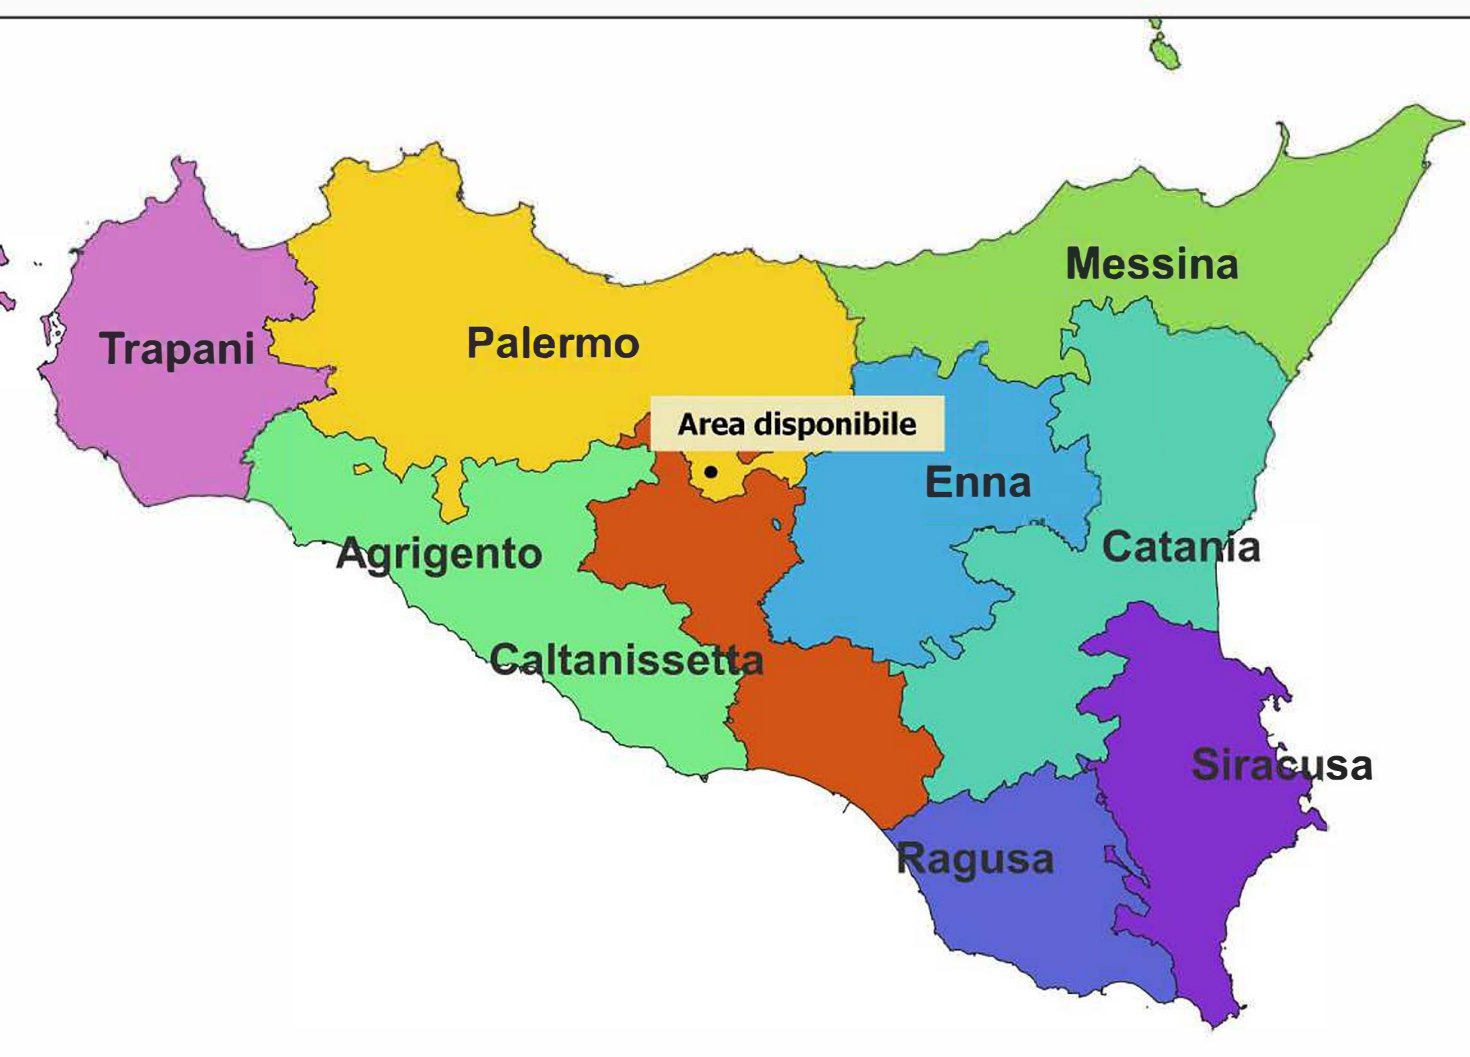 Messina
Trapani
Palermo
Area disponibile
Enna
Agrigento
Catania
Caltanissetta
Siracusa
Ragusa